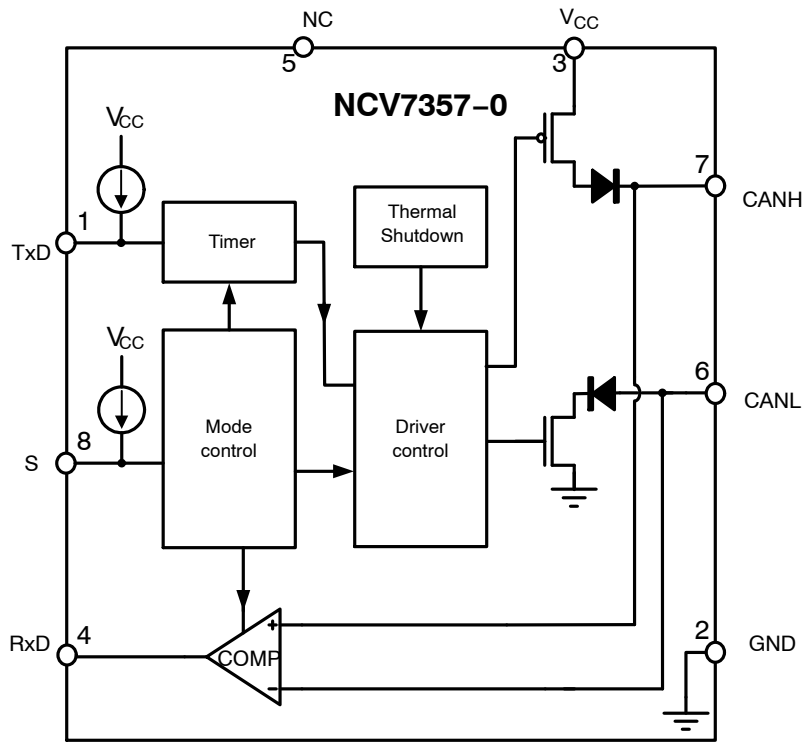 NC
5
VCC
3
NCV7357–0
7
CANH
VCC
1
TxD
Timer
Thermal
Shutdown
VCC
8
S
Mode
control
Driver
control
6
CANL
RxD
4
COMP
+
–
2
GND